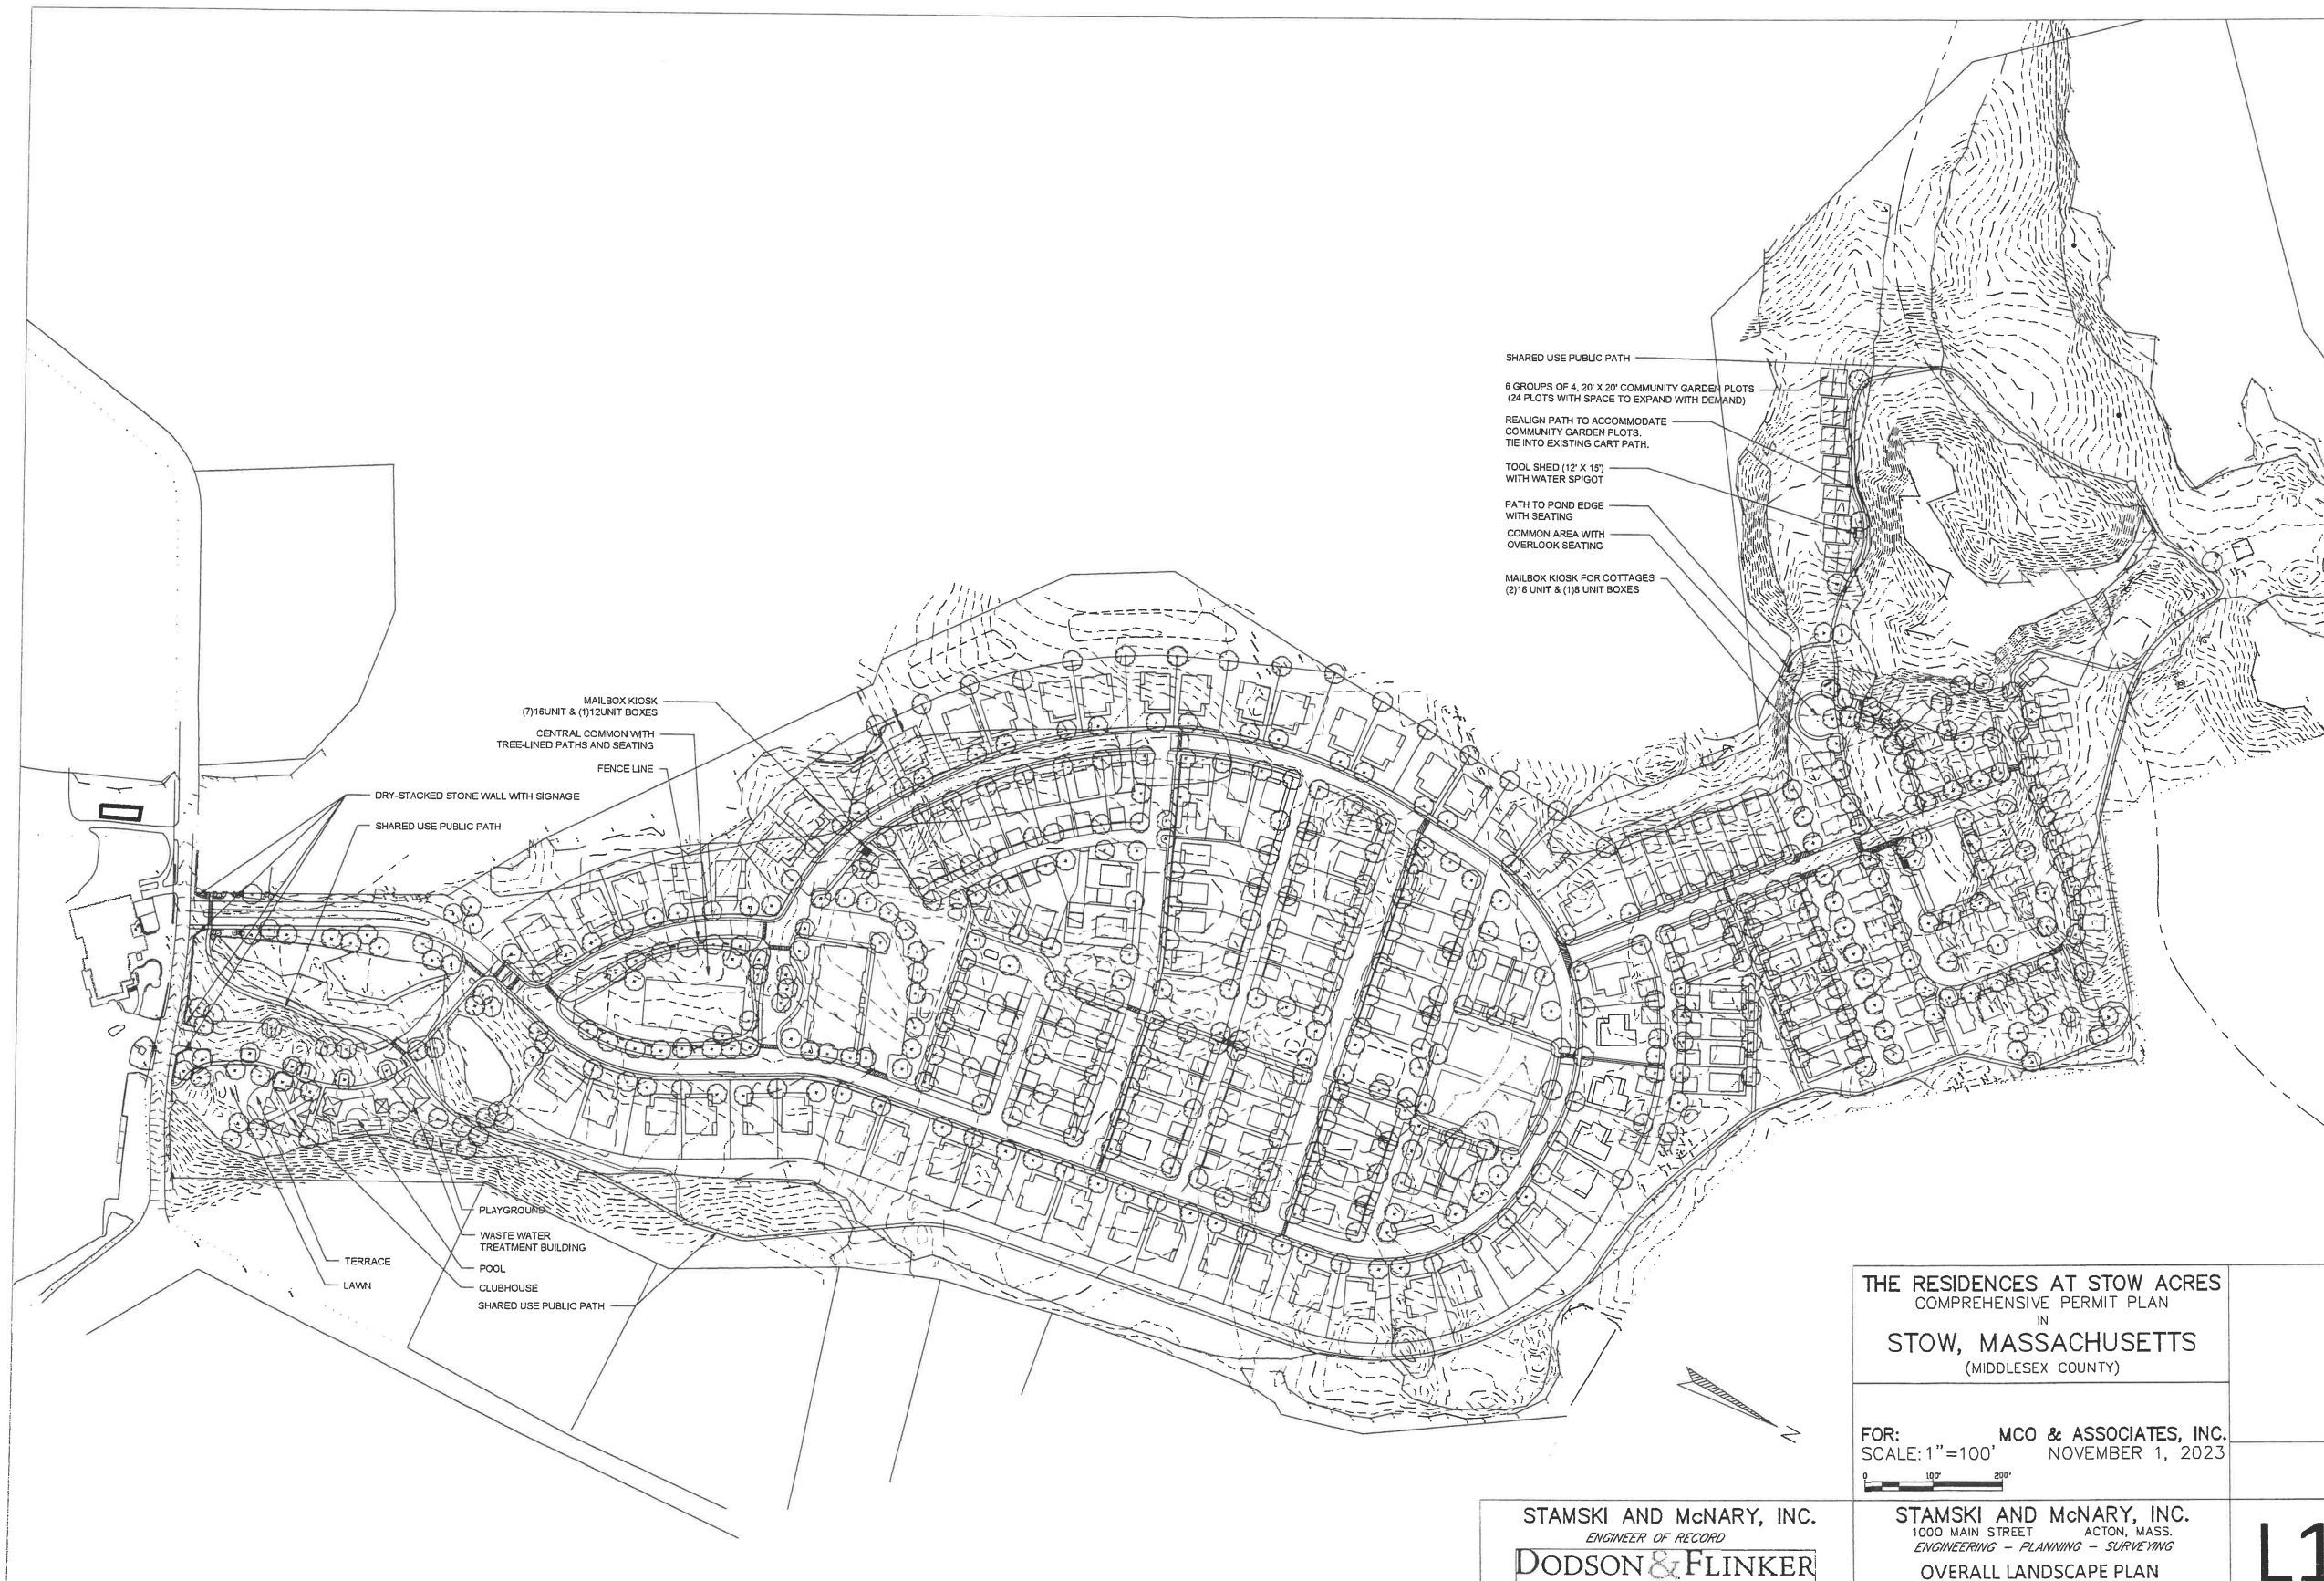 SHARED USE PUBLIC PATH
6 GROUPS OF 4, 20' X 20' COMMUNITY GARDEN PLOTS
(24 PLOTS WITH SPACE TO EXPAND WITH DEMAND)
REALIGN PATH TO ACCOMMODATE
COMMUNITY GARDEN PLOTS.
TIE INTO EXISTING CART PATH.
TOOL SHED (12' X 15')
WITH WATER SPIGOT
PATH TO POND EDGE
WITH SEATING
COMMON AREA WITH
OVERLOOK SEATING
MAILBOX KIOSK FOR COTTAGES
(2)16 UNIT & (1)8 UNIT BOXES
MAILBOX KIOSK
(7)16UNIT & (1)12UNIT BOXES
CENTRAL COMMON WITH
TREE-LINED PATHS AND SEATING
FENCE LINE
DRY-STACKED STONE WALL WITH SIGNAGE
SHARED USE PUBLIC PATH
PLAYGROUND
WASTE WATER
TREATMENT BUILDING
TERRACE
POOL
LAWN
CLUBHOUSE
SHARED USE PUBLIC PATH
N
THE RESIDENCES AT STOW ACRES
COMPREHENSIVE PERMIT PLAN
IN
STOW, MASSACHUSETTS
(MIDDLESEX COUNTY)
FOR: MCO & ASSOCIATES, INC.
SCALE: 1"=100' NOVEMBER 1, 2023
0 100' 200'
STAMSKI AND McNARY, INC.
ENGINEER OF RECORD
DODSON & FLINKER
STAMSKI AND McNARY, INC.
1000 MAIN STREET ACTON, MASS.
ENGINEERING - PLANNING - SURVEYING
OVERALL LANDSCAPE PLAN
L1